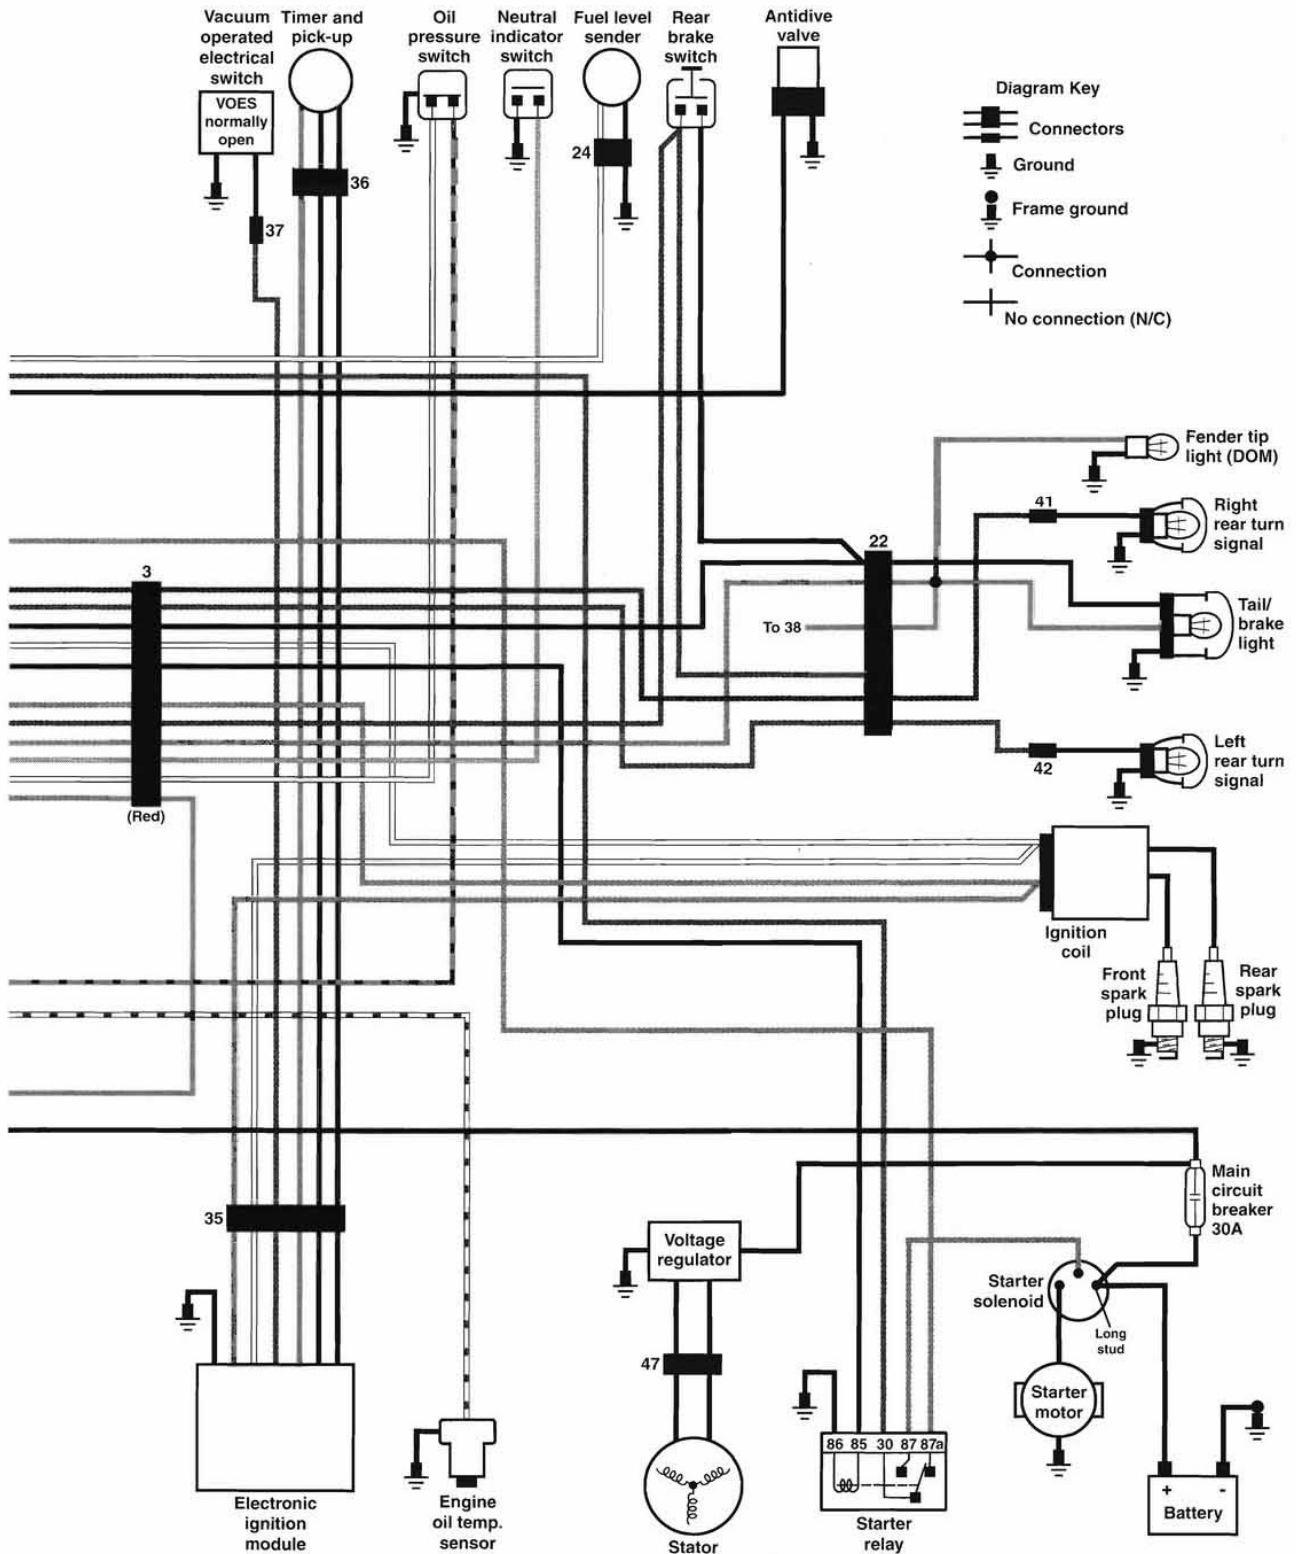 Vacuum
operated
electrical
switch
Timer and
pick-up
Oil
pressure
switch
Neutral
indicator
switch
Fuel level
sender
Rear
brake
switch
Antidive
valve
VOES
normally
open
36
37
24
Diagram Key
Connectors
Ground
Frame ground
Connection
No connection (N/C)
Fender tip
light (DOM)
41
Right
rear turn
signal
22
3
To 38
Tail/
brake
light
42
Left
rear turn
signal
(Red)
Ignition
coil
Front
spark
plug
Rear
spark
plug
35
Main
circuit
breaker
30A
Voltage
regulator
Starter
solenoid
Long
stud
47
Starter
motor
86 85 30 87 87a
+ -
Battery
Electronic
ignition
module
Engine
oil temp.
sensor
Stator
Starter
relay